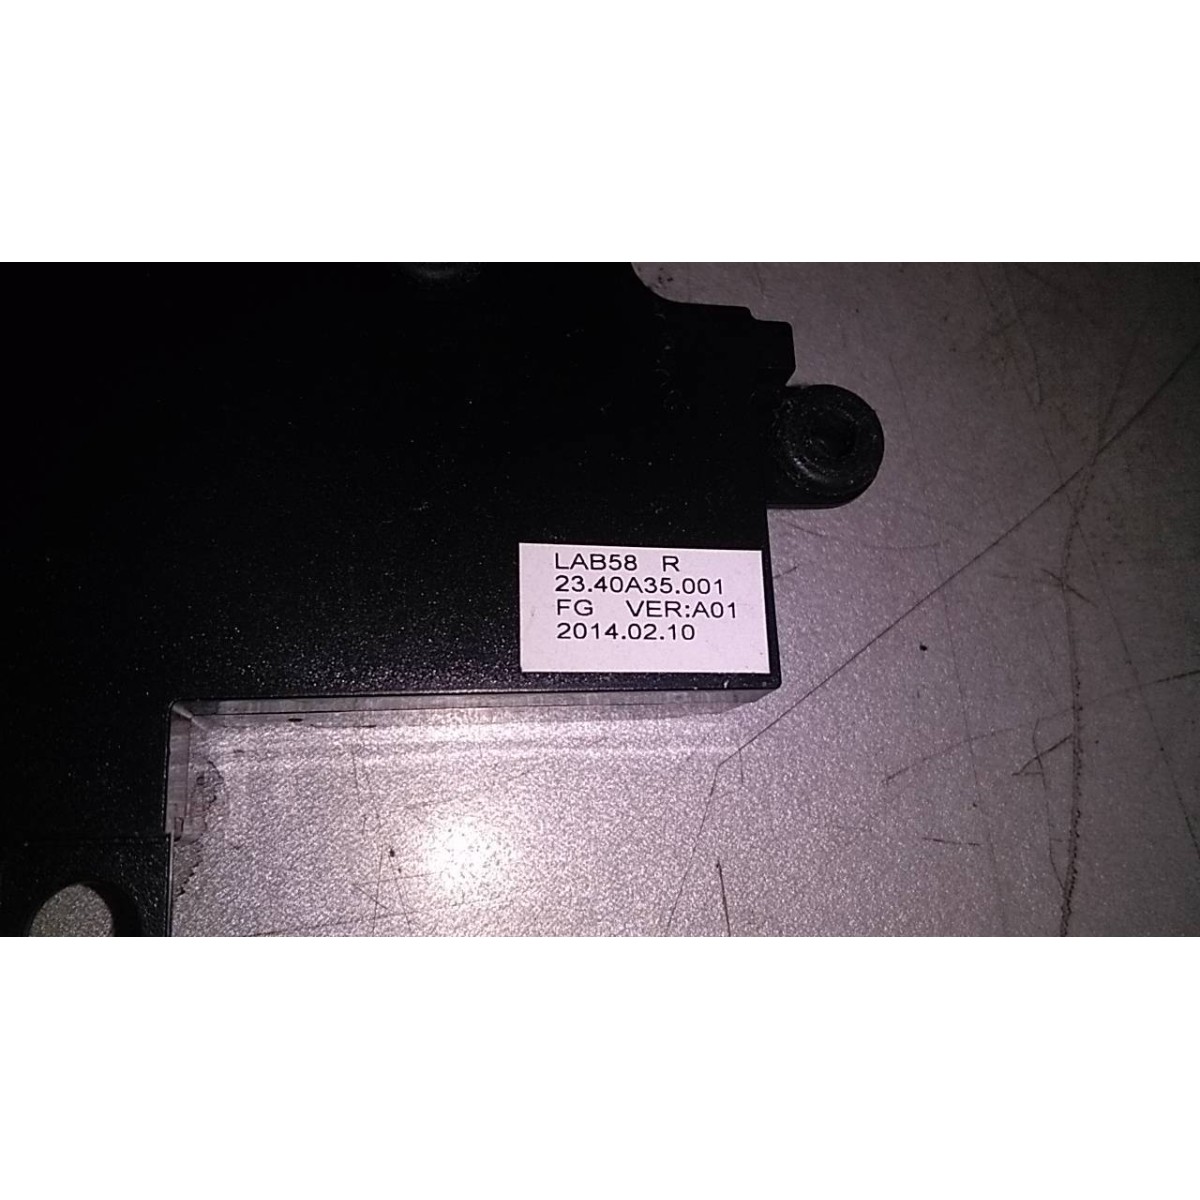 LAB58 R
23.40A35.001
FG VER:A01
2014.02.10